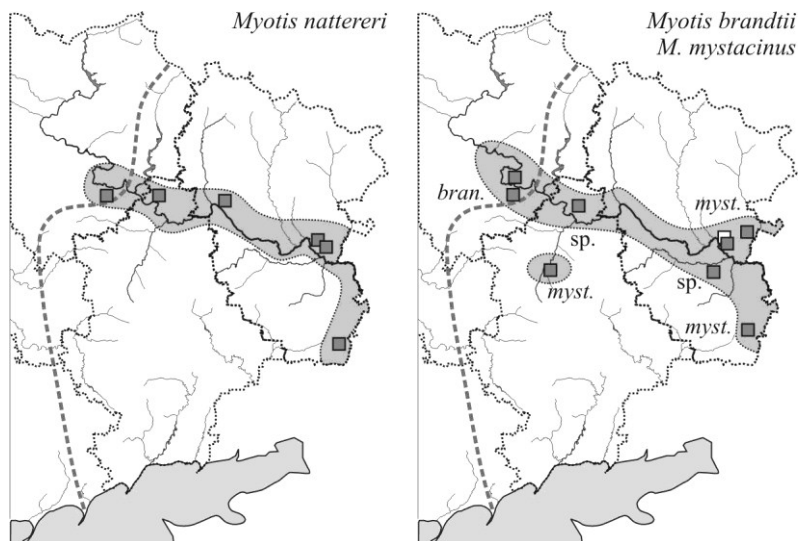 Myotis nattereri
Myotis brandtii
M. mystacinus
bran.
myst.
sp.
sp.
myst.
myst.